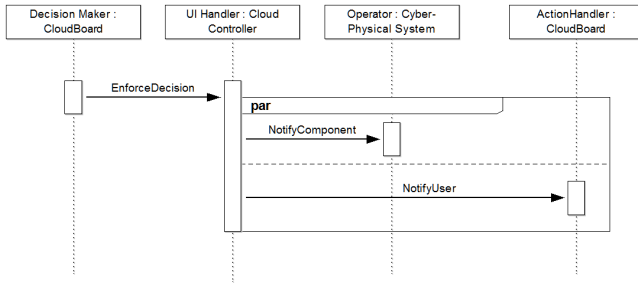 Decision Maker :
CloudBoard
UI Handler : Cloud
Controller
Operator : Cyber-
Physical System
ActionHandler :
CloudBoard
EnforceDecision
par
NotifyComponent
NotifyUser